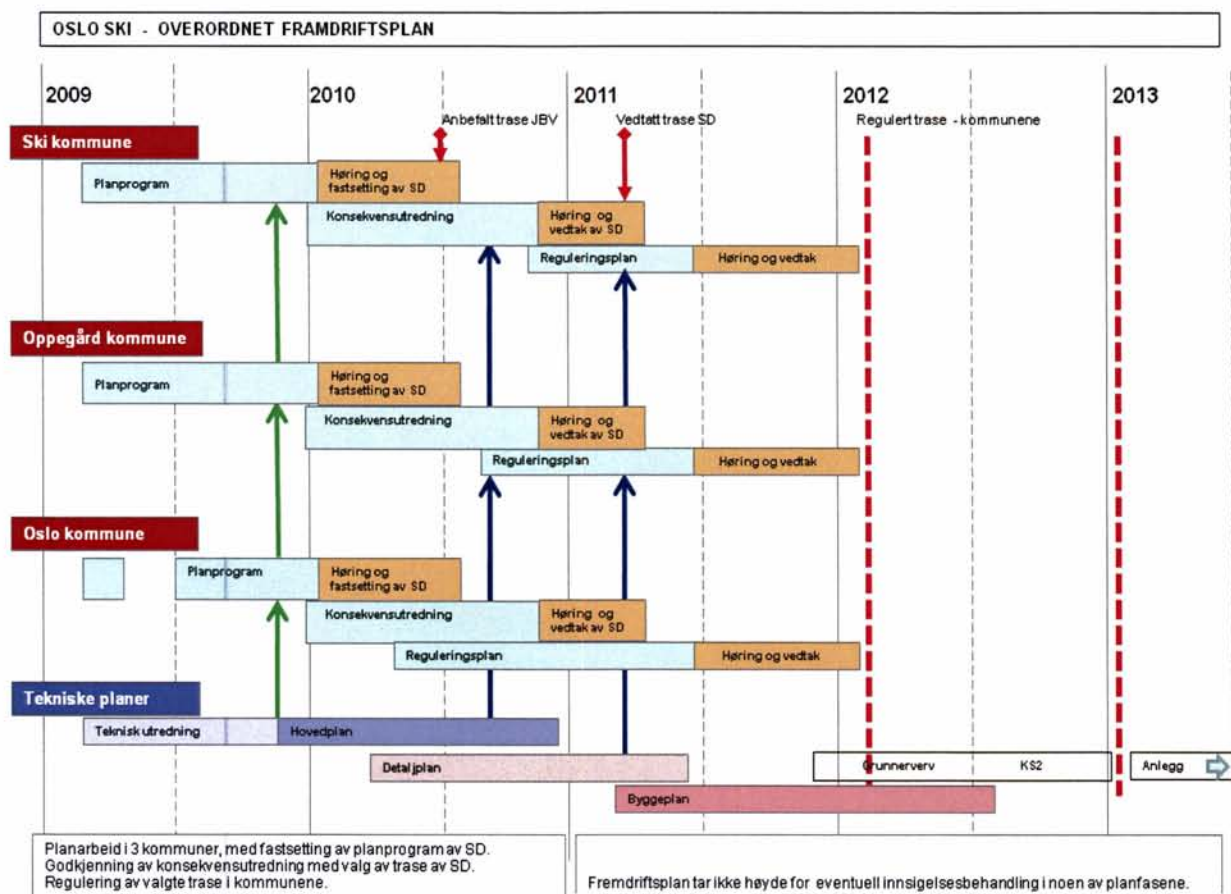 OSLO SKI - OVERORDNET FRAMDRIFTSPLAN
2009
2010
2011
2012
2013
Anbefalt trase JBV
Vedtatt trase SD
Regulert trase - kommunene
Ski kommune
Planprogram
Høring og
fastsetting av SD
Konsekvensutredning
Høring og
vedtak av SD
Reguleringsplan
Høring og vedtak
Oppegård kommune
Planprogram
Høring og
fastsetting av SD
Konsekvensutredning
Høring og
vedtak av SD
Reguleringsplan
Høring og vedtak
Oslo kommune
Planprogram
Høring og
fastsetting av SD
Konsekvensutredning
Høring og
vedtak av SD
Reguleringsplan
Høring og vedtak
Tekniske planer
Teknisk utredning
Hovedplan
Detaljplan
Grunnerverv
KS2
Anlegg
Byggeplan
Planarbeid i 3 kommuner, med fastsetting av planprogram av SD.
Godkjenning av konsekvensutredning med valg av trase av SD.
Regulering av valgte trase i kommunene.
Fremdriftsplan tar ikke høyde for eventuell innsigelsesbehandling i noen av planfasene.